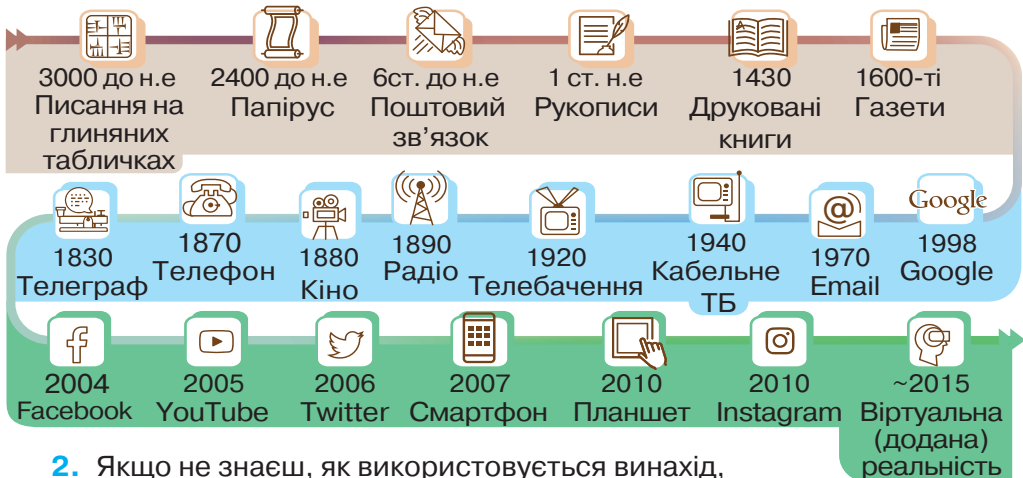 3000 до н.е
Писання на
глиняних
табличках
2400 до н.е
Папірус
6ст. до н.е
Поштовий
зв’язок
1 ст. н.е
Рукописи
1430
Друковані
книги
1600-ті
Газети
1830
Телеграф
1870
Телефон
1880
Кіно
1890
Радіо
1920
Телебачення
1940
Кабельне
ТБ
@
1970
Email
Google
1998
Google
f
2004
Facebook
2005
YouTube
2006
Twitter
2007
Смартфон
2010
Планшет
2010
Instagram
~2015
Віртуальна
(додана)
реальність
2. Якщо не знаєш, як використовується винахід,